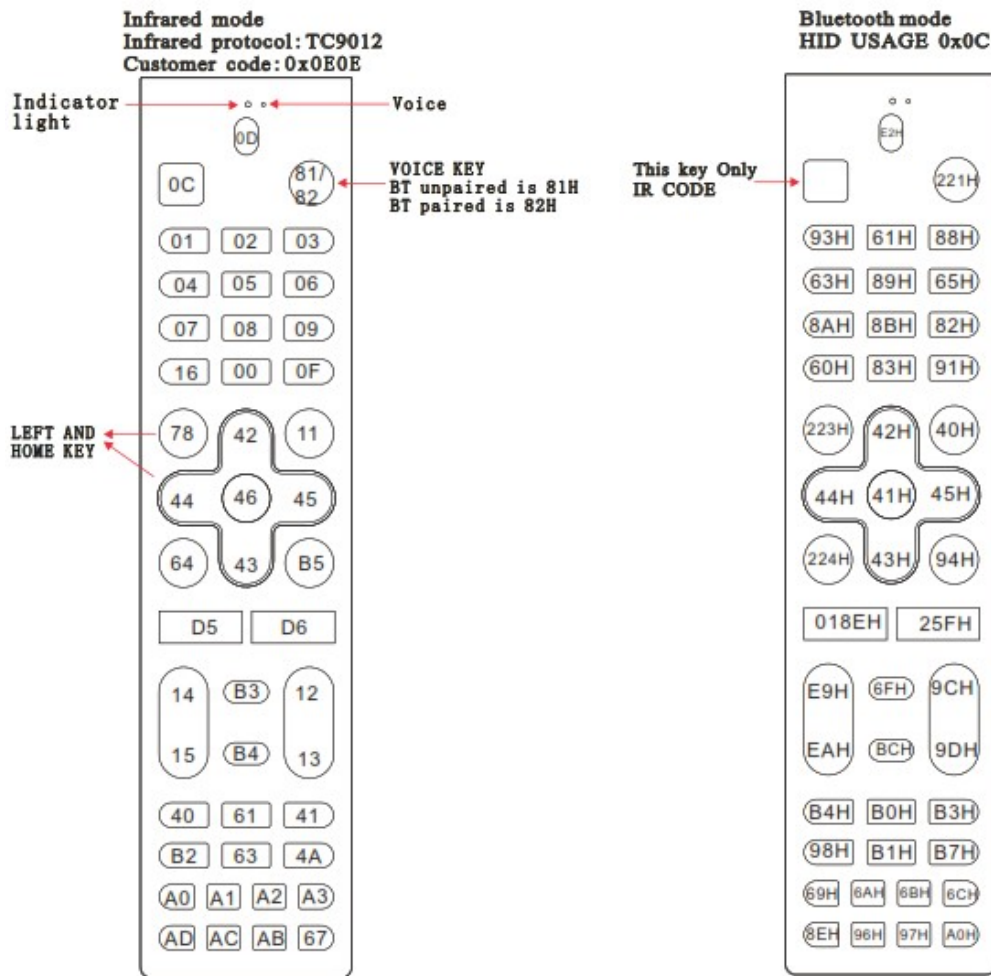 Infrared mode
Infrared protocol: TC9012
Customer code: 0x0E0E
Indicator light
Voice
0D
0C
81/
82
VOICE KEY
BT unpaired is 81H
BT paired is 82H
01 02 03
04 05 06
07 08 09
16 00 0F
LEFT AND
HOME KEY
78 42 11
44 46 45
64 43 B5
D5 D6
14 B3 12
15 B4 13
40 61 41
B2 63 4A
A0 A1 A2 A3
AD AC AB 67
Bluetooth mode
HID USAGE 0x0C
E2H
This key Only
IR CODE
221H
93H 61H 88H
63H 89H 65H
8AH 8BH 82H
60H 83H 91H
223H 42H 40H
44H 41H 45H
224H 43H 94H
018EH 25FH
E9H 6FH 9CH
EAH BCH 9DH
B4H B0H B3H
98H B1H B7H
69H 6AH 6BH 6CH
8EH 96H 97H A0H